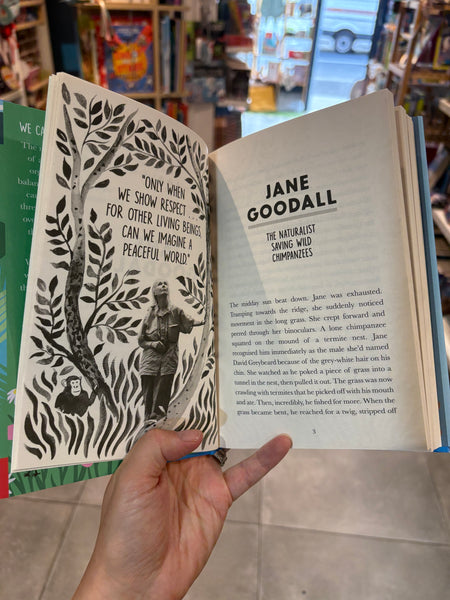 WE CA
"ONLY WHEN
WE SHOW RESPECT . .
FOR OTHER LIVING BEINGS
CAN WE IMAGINE A
PEACEFUL WORLD"
JANE
GOODALL
THE NATURALIST
SAVING WILD
CHIMPANZEES
The midday sun beat down. Jane was exhausted.
Tramping towards the ridge, she suddenly noticed
movement in the long grass. She crept forward and
peered through her binoculars. A lone chimpanzee
squatted on the mound of a termite nest. Jane
recognised him immediately as the male she'd named
David Greybeard because of the grey-white hair on
his chin. She watched as he poked a piece of grass into a
tunnel in the nest, then pulled it out. The grass was now
crawling with termites that he picked off with his mouth
and ate. Then, incredibly, he fished for more. When the
grass became bent, he reached for a twig, stripped off
3